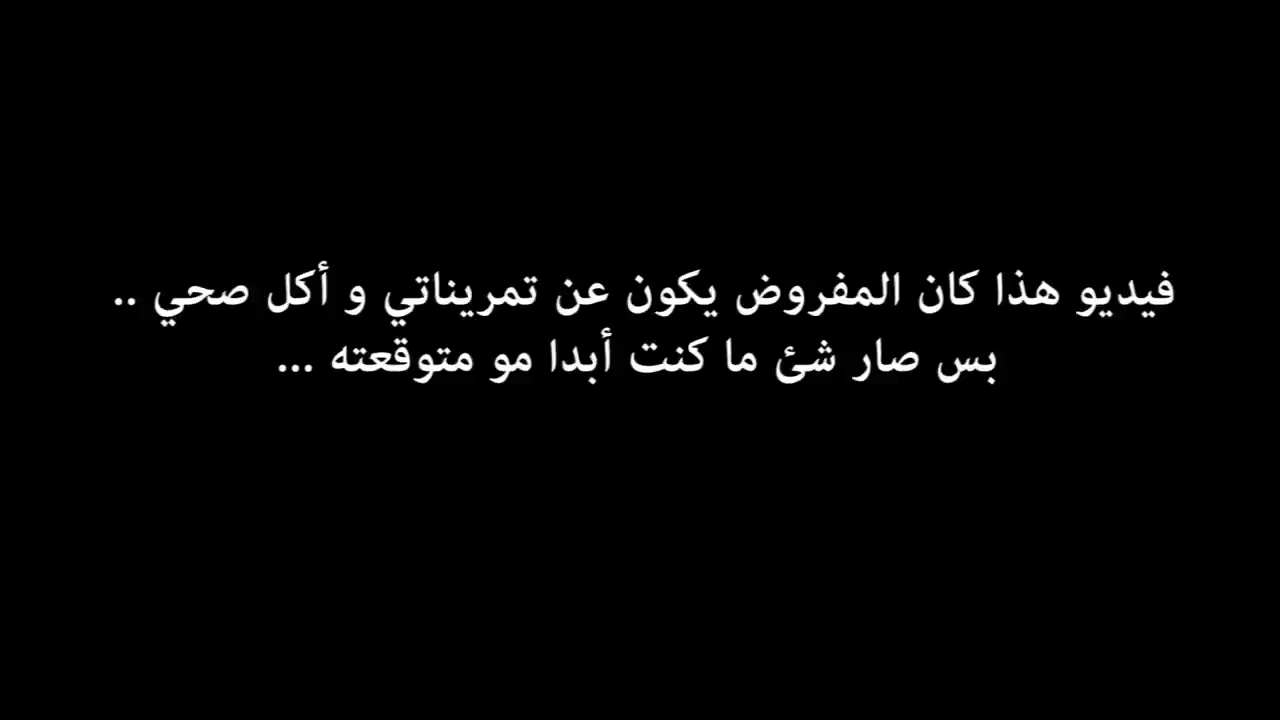 فيديو هذا كان المفروض يكون عن تمريناتي و أكل صحي ..
بس صار شئ ما كنت أبدا مو متوقعته ...